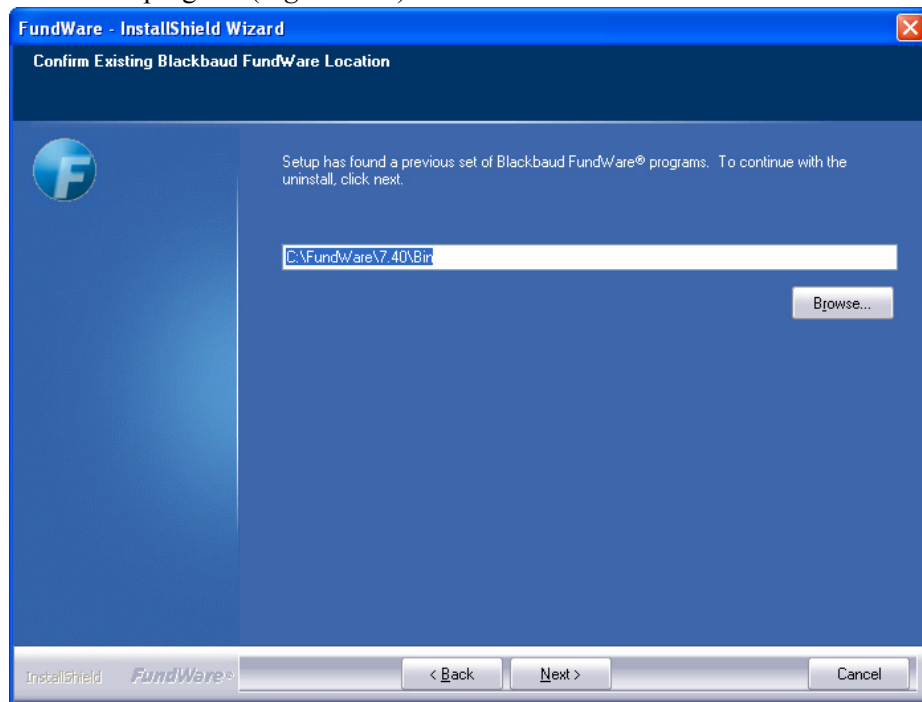 FundWare - InstallShield Wizard
Confirm Existing Blackbaud FundWare Location
F
Setup has found a previous set of Blackbaud FundWare® programs. To continue with the
uninstall, click next.
C:\FundWare\7.40\Bin
Browse...
InstallShield FundWare® < Back Next > Cancel